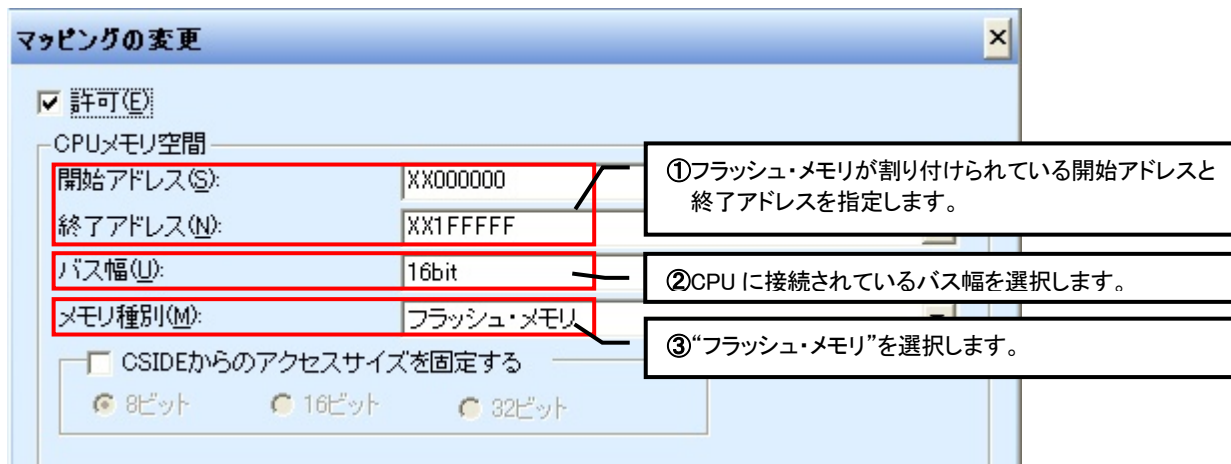 マッピングの変更
許可(E)
CPUメモリ空間
開始アドレス(S):
XX000000
終了アドレス(N):
XX1FFFFF
バス幅(U):
16bit
メモリ種別(M):
フラッシュ・メモリ
CSIDEからのアクセスサイズを固定する
8ビット 16ビット 32ビット
①フラッシュ・メモリが割り付けられている開始アドレスと
終了アドレスを指定します。
②CPU に接続されているバス幅を選択します。
③“フラッシュ・メモリ”を選択します。